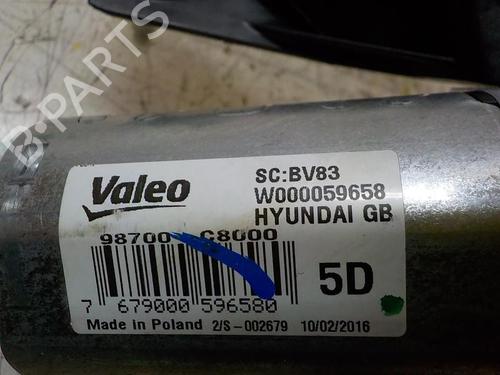 B-PARTS
Valeo
SC:BV83
W000059658
HYUNDAI GB
98700-C8000
5D
7 679000 596580
Made in Poland 2/S-002679 10/02/2016